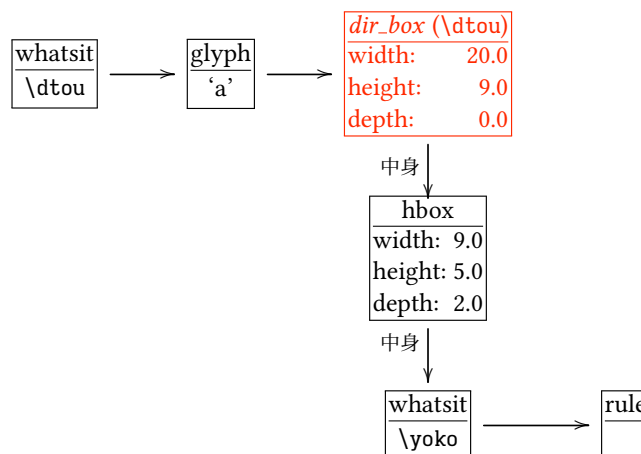 whatsit
\dtou
glyph
‘a’
dir_box (\dtou)
width: 20.0
height: 9.0
depth: 0.0
中身
hbox
width: 9.0
height: 5.0
depth: 2.0
中身
whatsit
\yoko
rule